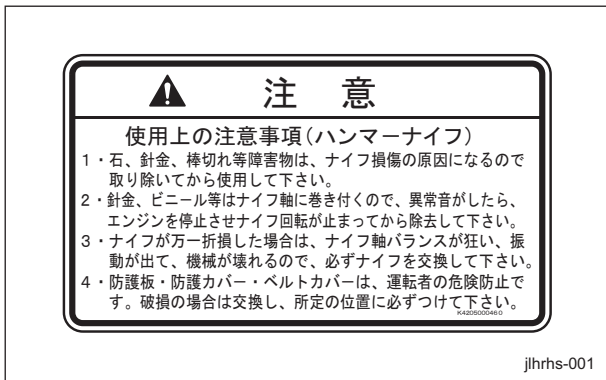 注 意
使用上の注意事項(ハンマーナイフ)
1・石、針金、棒切れ等障害物は、ナイフ損傷の原因になるので
取り除いてから使用して下さい。
2・針金、ビニール等はナイフ軸に巻き付くので、異常音がしたら、
エンジンを停止させナイフ回転が止まってから除去して下さい。
3・ナイフが万一折損した場合は、ナイフ軸バランスが狂い、振
動が出て、機械が壊れるので、必ずナイフを交換して下さい。
4・防護板・防護カバー・ベルトカバーは、運転者の危険防止で
す。破損の場合は交換し、所定の位置に必ずつけて下さい。
K4205000460
jlhrhs-001